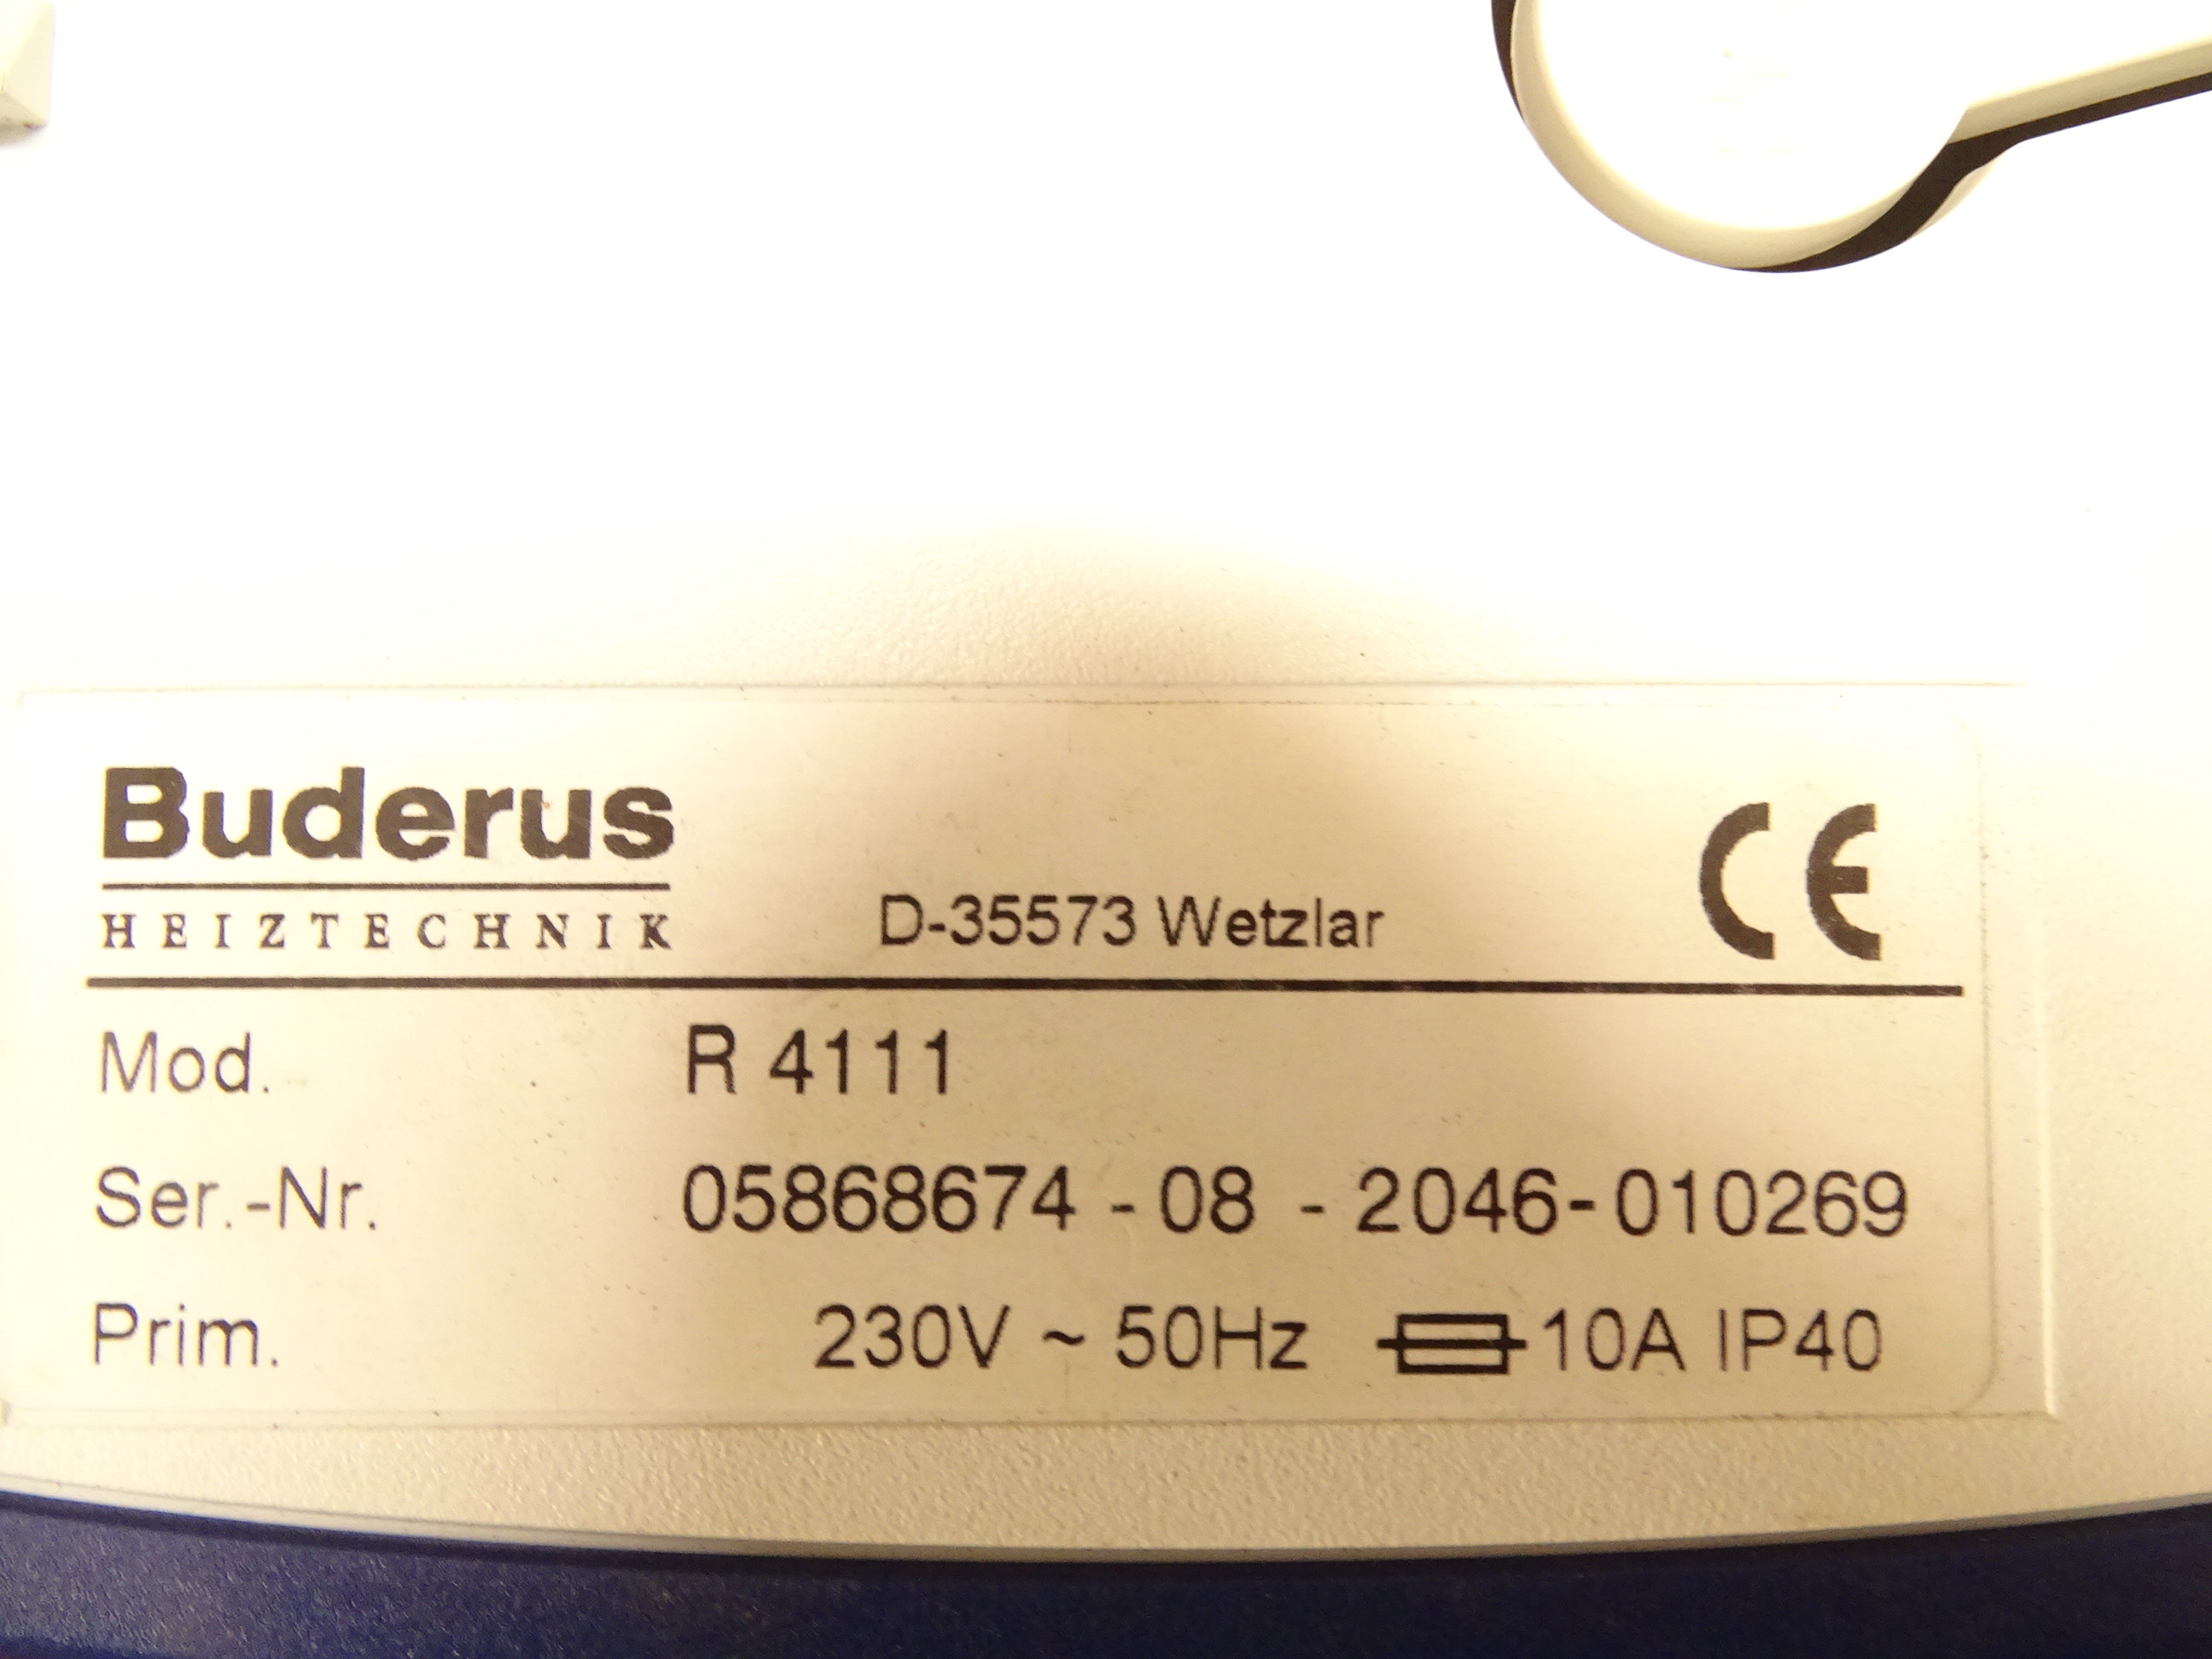 Buderus
HEIZTECHNIK
D-35573 Wetzlar
CE
Mod. R 4111
Ser.-Nr. 05868674 - 08 - 2046-010269
Prim. 230V ~ 50Hz 10A IP40